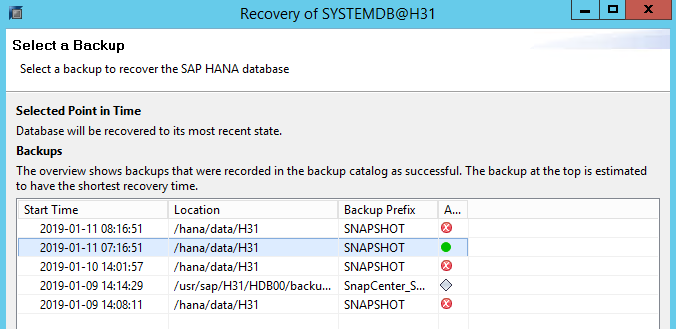 Recovery of SYSTEMDB@H31
Select a Backup
Select a backup to recover the SAP HANA database
Selected Point in Time
Database will be recovered to its most recent state.
Backups
The overview shows backups that were recorded in the backup catalog as successful. The backup at the top is estimated
to have the shortest recovery time.
Start Time Location Backup Prefix A...
2019-01-11 08:16:51 /hana/data/H31 SNAPSHOT
2019-01-11 07:16:51 /hana/data/H31 SNAPSHOT
2019-01-10 14:01:57 /hana/data/H31 SNAPSHOT
2019-01-09 14:14:29 /usr/sap/H31/HDB00/backu... SnapCenter_S...
2019-01-09 14:08:11 /hana/data/H31 SNAPSHOT